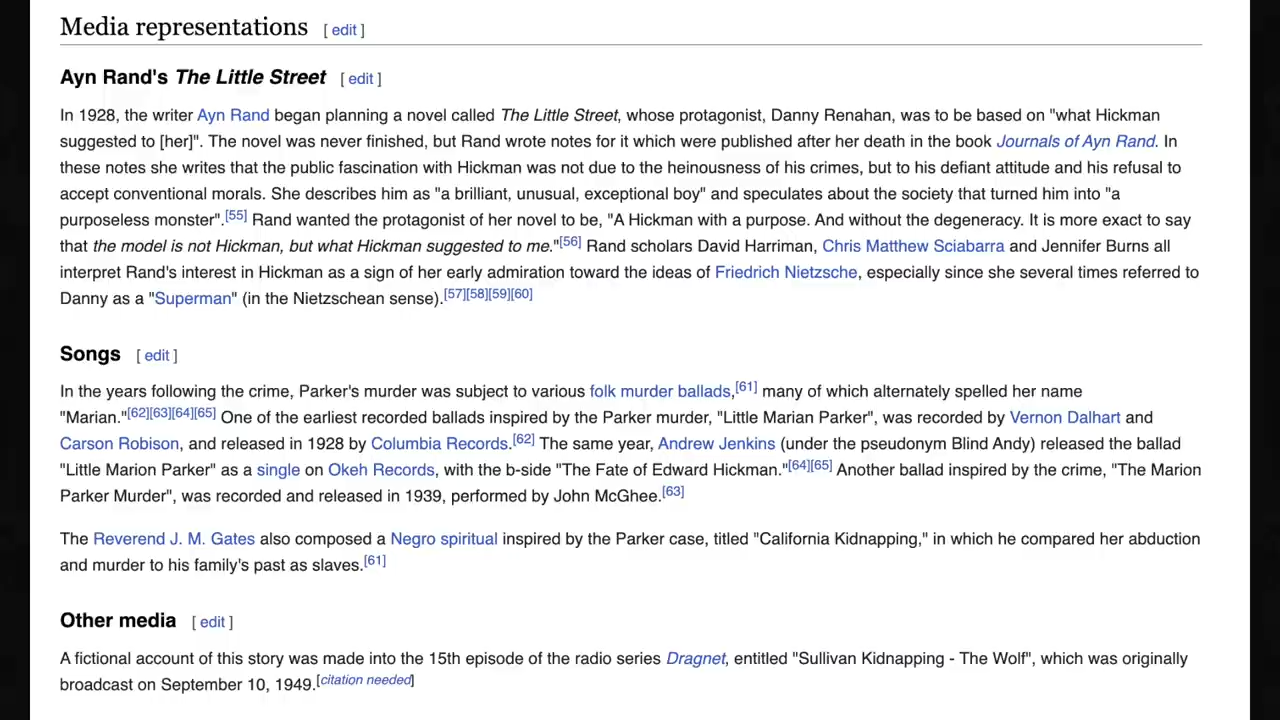 Media representations [ edit ]
Ayn Rand's The Little Street [ edit ]
In 1928, the writer Ayn Rand began planning a novel called The Little Street, whose protagonist, Danny Renahan, was to be based on "what Hickman
suggested to [her]". The novel was never finished, but Rand wrote notes for it which were published after her death in the book Journals of Ayn Rand. In
these notes she writes that the public fascination with Hickman was not due to the heinousness of his crimes, but to his defiant attitude and his refusal to
accept conventional morals. She describes him as "a brilliant, unusual, exceptional boy" and speculates about the society that turned him into "a
purposeless monster".[55] Rand wanted the protagonist of her novel to be, "A Hickman with a purpose. And without the degeneracy. It is more exact to say
that the model is not Hickman, but what Hickman suggested to me."[56] Rand scholars David Harriman, Chris Matthew Sciabarra and Jennifer Burns all
interpret Rand's interest in Hickman as a sign of her early admiration toward the ideas of Friedrich Nietzsche, especially since she several times referred to
Danny as a "Superman" (in the Nietzschean sense).[57][58][59][60]
Songs [ edit ]
In the years following the crime, Parker's murder was subject to various folk murder ballads,[61] many of which alternately spelled her name
"Marian."[62][63][64][65] One of the earliest recorded ballads inspired by the Parker murder, "Little Marian Parker", was recorded by Vernon Dalhart and
Carson Robison, and released in 1928 by Columbia Records.[62] The same year, Andrew Jenkins (under the pseudonym Blind Andy) released the ballad
"Little Marion Parker" as a single on Okeh Records, with the b-side "The Fate of Edward Hickman."[64][65] Another ballad inspired by the crime, "The Marion
Parker Murder", was recorded and released in 1939, performed by John McGhee.[63]
The Reverend J. M. Gates also composed a Negro spiritual inspired by the Parker case, titled "California Kidnapping," in which he compared her abduction
and murder to his family's past as slaves.[61]
Other media [ edit ]
A fictional account of this story was made into the 15th episode of the radio series Dragnet, entitled "Sullivan Kidnapping - The Wolf", which was originally
broadcast on September 10, 1949.[citation needed]